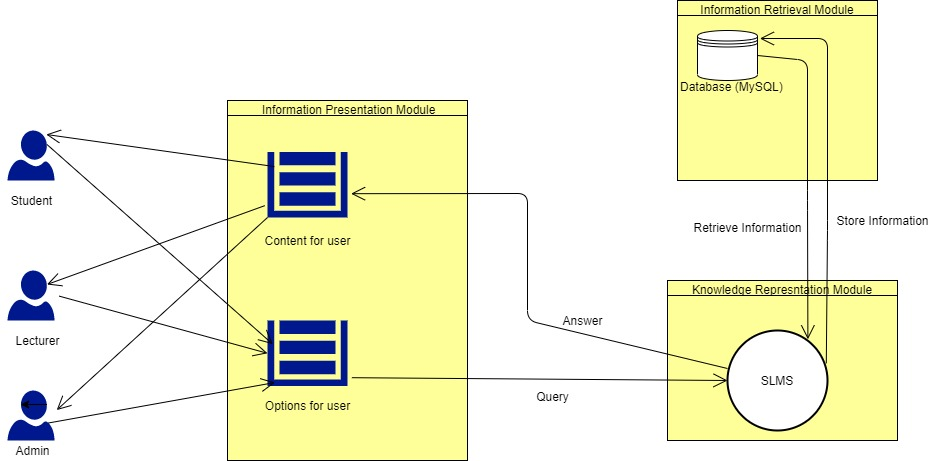 Information Retrieval Module
Database (MySQL)
Information Presentation Module
Student
Content for user
Retrieve Information
Store Information
Knowledge Represntation Module
Lecturer
Answer
SLMS
Query
Options for user
Admin